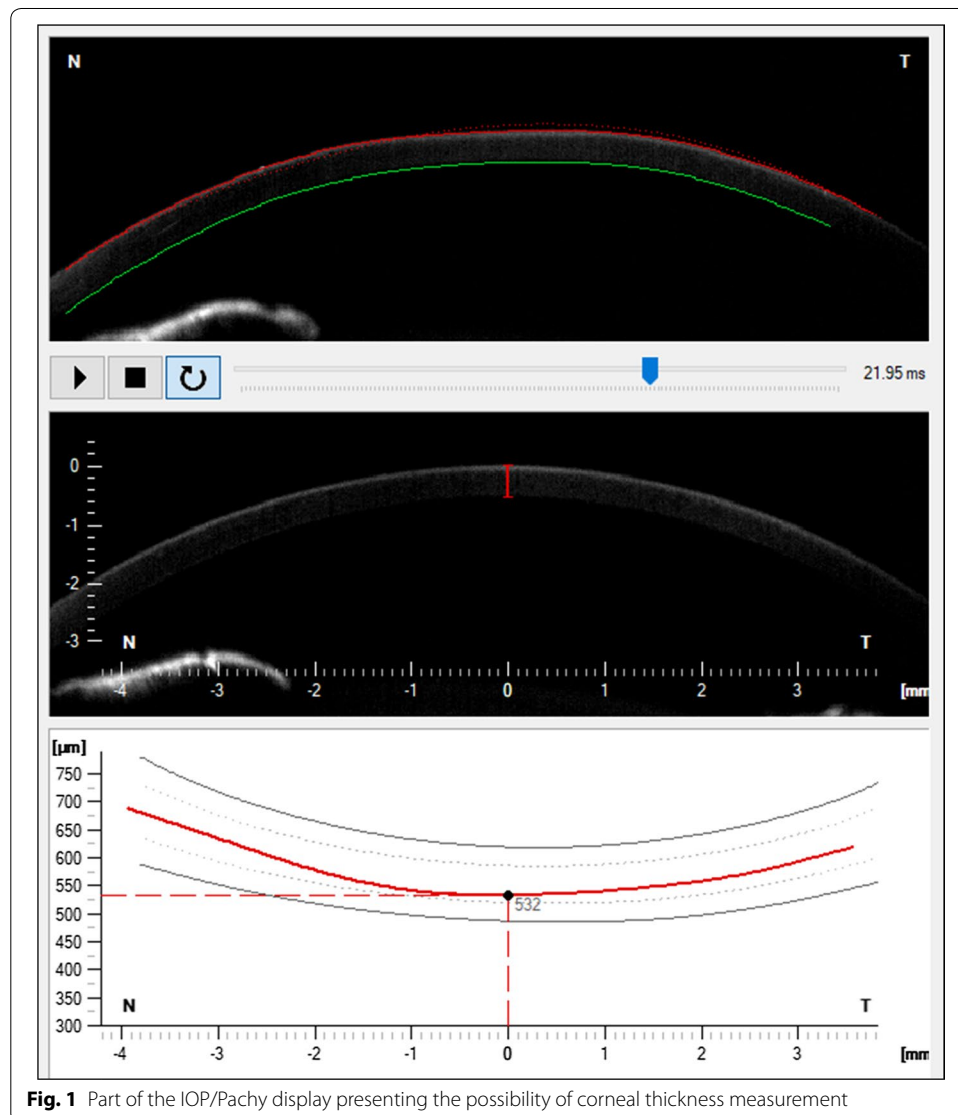 N T
21.95 ms
0
-1
-2
-3
N T
-4 -3 -2 -1 0 1 2 3 [mm
[µm]
750
700
650
600
550
532
500
450
400
350
N T
300
-4 -3 -2 -1 0 1 2 3 [mm
Fig. 1 Part of the IOP/Pachy display presenting the possibility of corneal thickness measurement